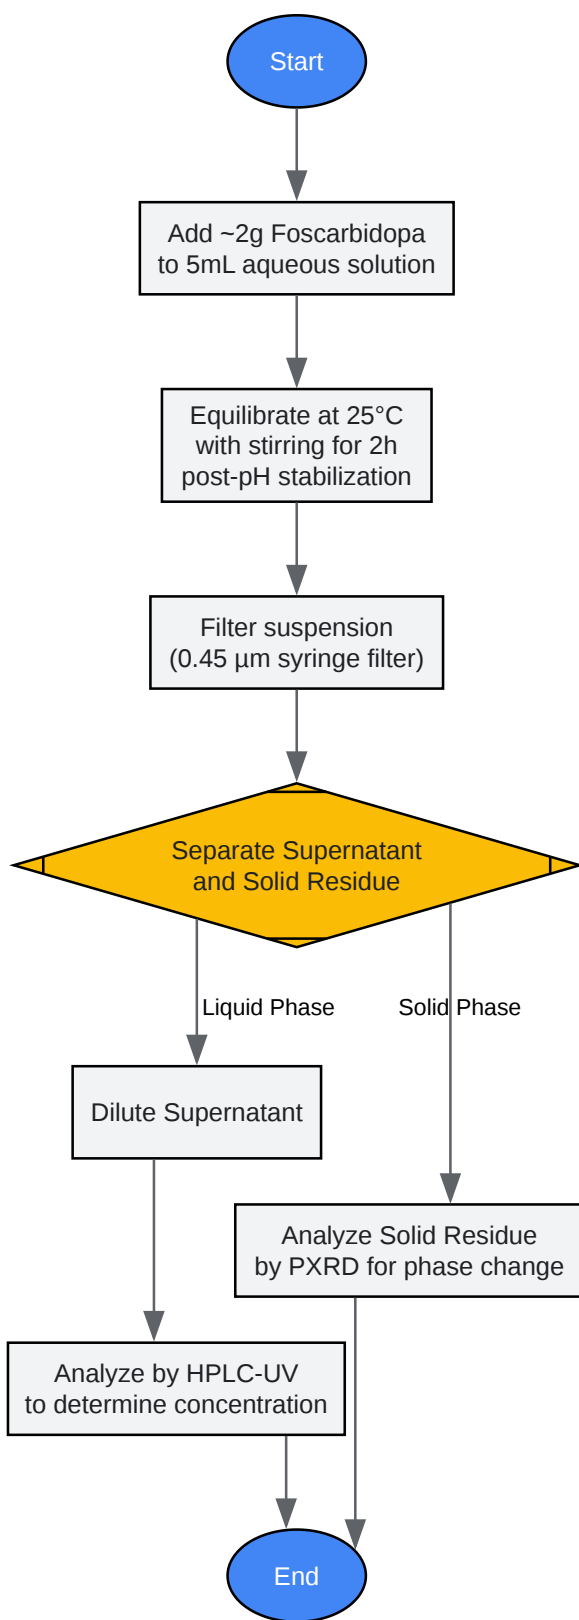 Start
Add ~2g Foscarbidopa
to 5mL aqueous solution
Equilibrate at 25°C
with stirring for 2h
post-pH stabilization
Filter suspension
(0.45 µm syringe filter)
Separate Supernatant
and Solid Residue
Liquid Phase
Solid Phase
Dilute Supernatant
Analyze Solid Residue
by PXRD for phase change
Analyze by HPLC-UV
to determine concentration
End